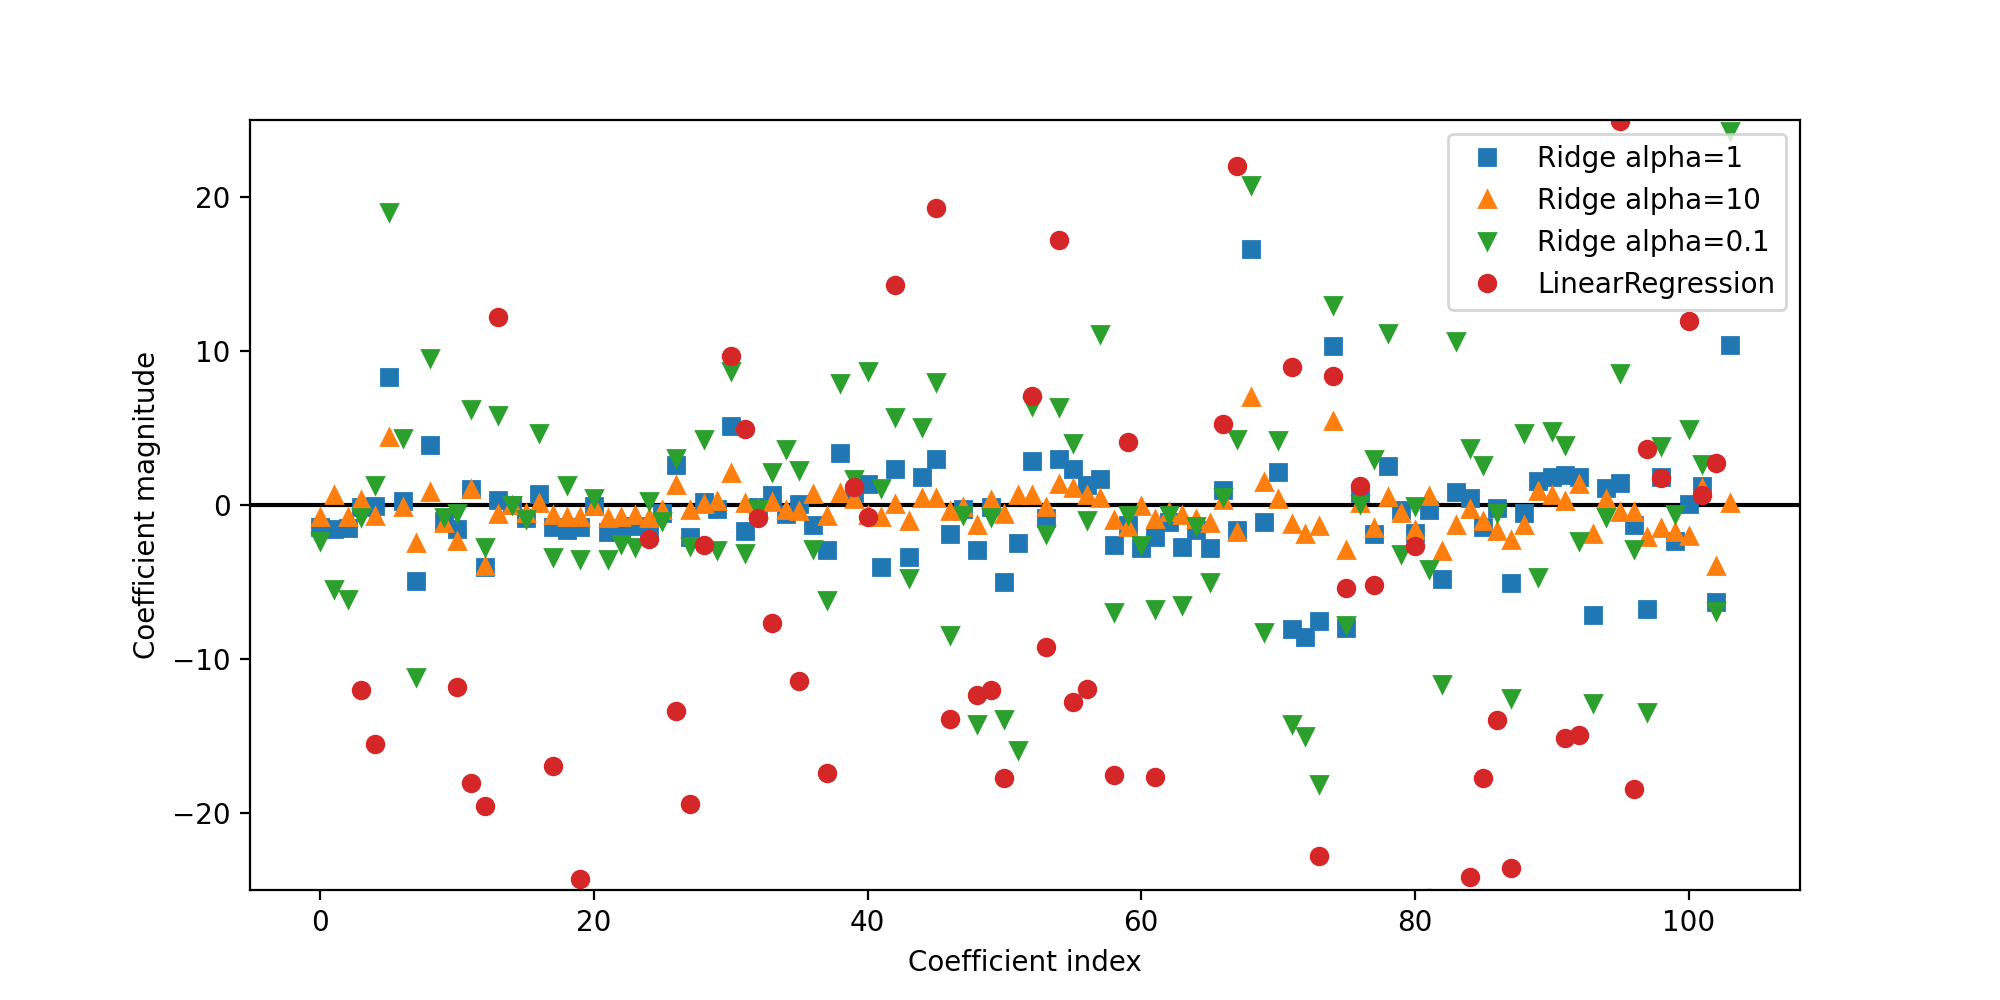 Ridge alpha=1
Ridge alpha=10
Ridge alpha=0.1
LinearRegression
20
10
0
−10
−20
Coefficient magnitude
0
20
40
60
80
100
Coefficient index